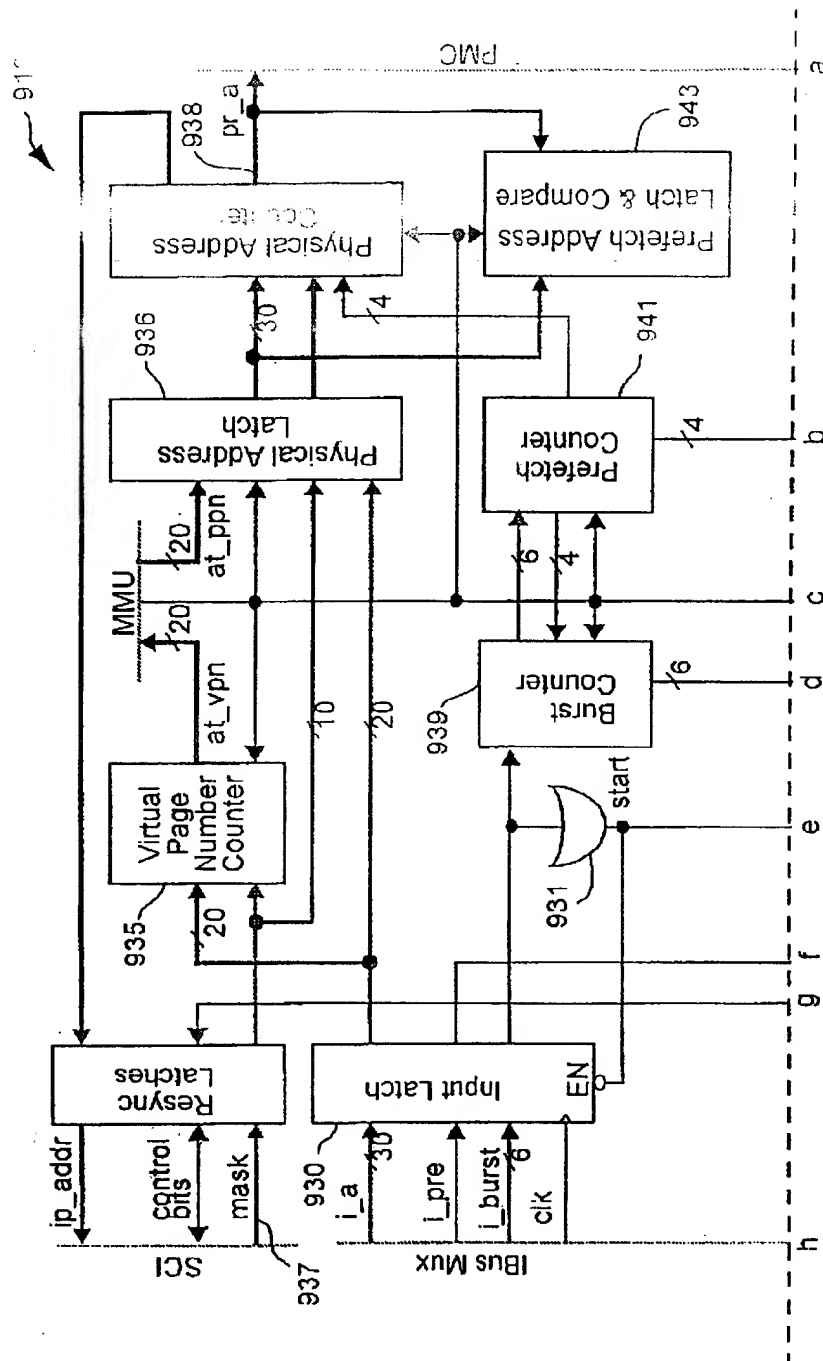 91
SCI
ip_addr
control
bits
mask
937
Resync
Latches
935
Virtual
Page
Number
Counter
20
at_vpn
20
MMU
20
at_ppn
936
Physical Address
Latch
10
20
30
4
Physical Address
938
pr_a
PMC
IBus Mux
i_a
30
i_pre
i_burst
6
clk
930
Input Latch
EN
931
start
939
Burst
Counter
6
6
4
941
Prefetch
Counter
4
943
Prefetch Address
Latch & Compare
h
g
f
e
d
c
b
a